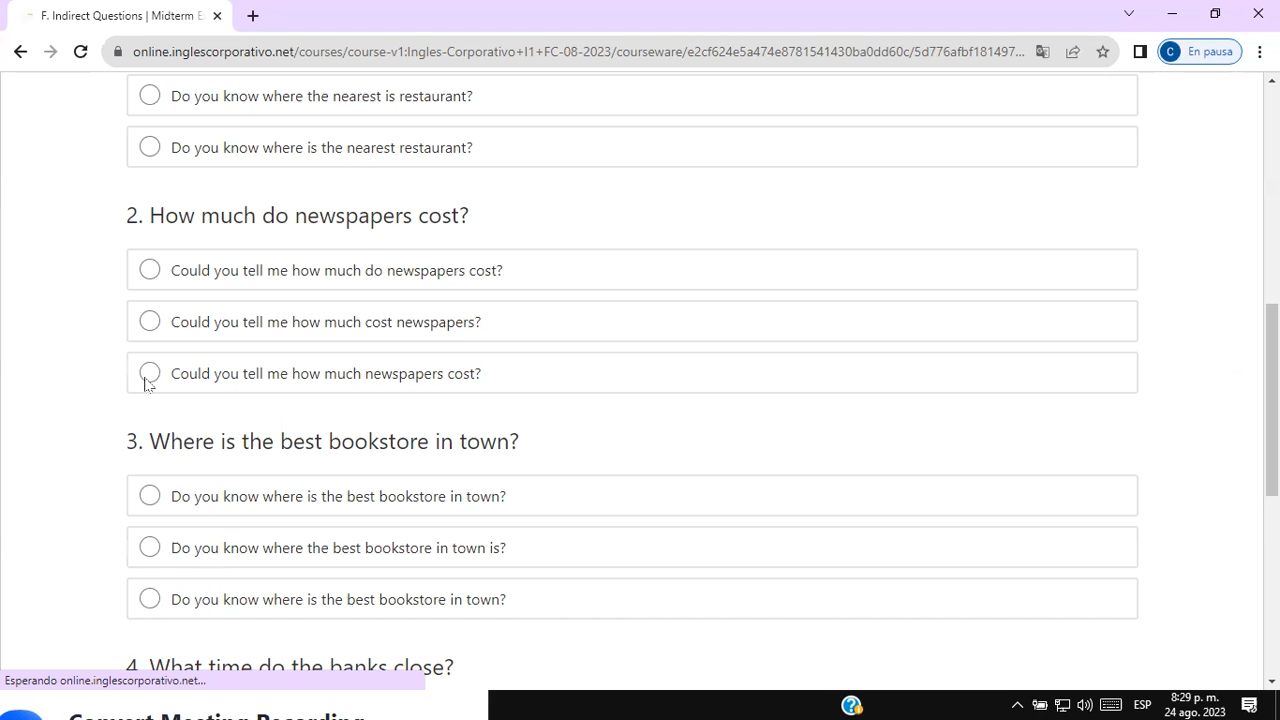 F. Indirect Questions | Midterm E
online.inglescorporativo.net/courses/course-v1:Ingles-Corporativo+I1+FC-08-2023/courseware/e2cf624e5a474e8781541430ba0dd60c/5d776afbf181497...
C En pausa
Do you know where the nearest is restaurant?
Do you know where is the nearest restaurant?
2. How much do newspapers cost?
Could you tell me how much do newspapers cost?
Could you tell me how much cost newspapers?
Could you tell me how much newspapers cost?
3. Where is the best bookstore in town?
Do you know where is the best bookstore in town?
Do you know where the best bookstore in town is?
Do you know where is the best bookstore in town?
4. What time do the banks close?
Esperando online.inglescorporativo.net...
Convert Meeting Recording
ESP
8:29 p. m.
24 ago. 2023